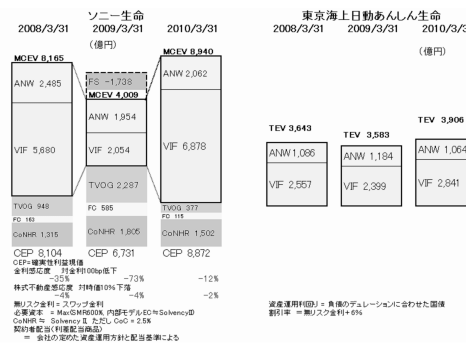 ソニー生命
2008/3/31 2009/3/31 2010/3/31
(億円)
MCEV 8,165
ANW 2,485
VIF 5,680
TVOG 948
FC 163
CoNHR 1,315
CEP 8,104
FS -1,738
MCEV 4,009
ANW 1,954
VIF 2,054
TVOG 2,287
FC 585
CoNHR 1,805
CEP 6,731
MCEV 8,940
ANW 2,062
VIF 6,878
TVOG 377
FC 115
CoNHR 1,502
CEP 8,872
CEP=確実性利益現価
金利感応度 対金利100bp低下
-35% -73% -12%
株式不動産感応度 対時価10%下落
-4% -4% -2%
無リスク金利 = スワップ金利
必要資本 = Max(SMR600%, 内部モデルEC≒SolvencyⅡ)
CoNHR ≒ Solvency Ⅱ ただし CoC = 2.5%
契約者配当(利差配当商品)
= 会社の定めた資産運用方針と配当基準による
東京海上日動あんしん生命
2008/3/31 2009/3/31 2010/3/3
(億円)
TEV 3,643
ANW 1,086
VIF 2,557
TEV 3,583
ANW 1,184
VIF 2,399
TEV 3,906
ANW 1,064
VIF 2,841
資産運用利回り = 負債のデュレーションに合わせた国債
割引率 =無リスク金利+6%